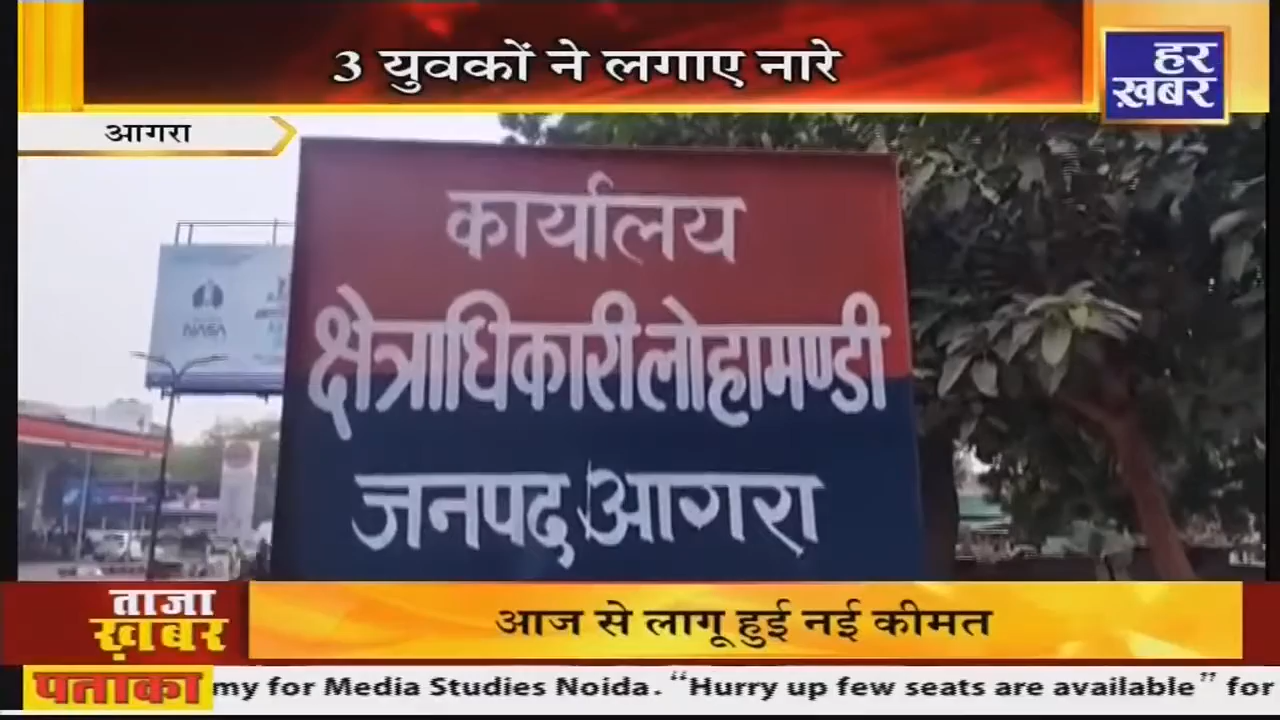 3 युवकों ने लगाए नारे
हर
ख़बर
आगरा
कार्यालय
NASA
क्षेत्राधिकारी लोहामण्डी
जनपद आगरा
ताजा
ख़बर
आज से लागू हुई नई कीमत
पताका
my for Media Studies Noida. “Hurry up few seats are available” for